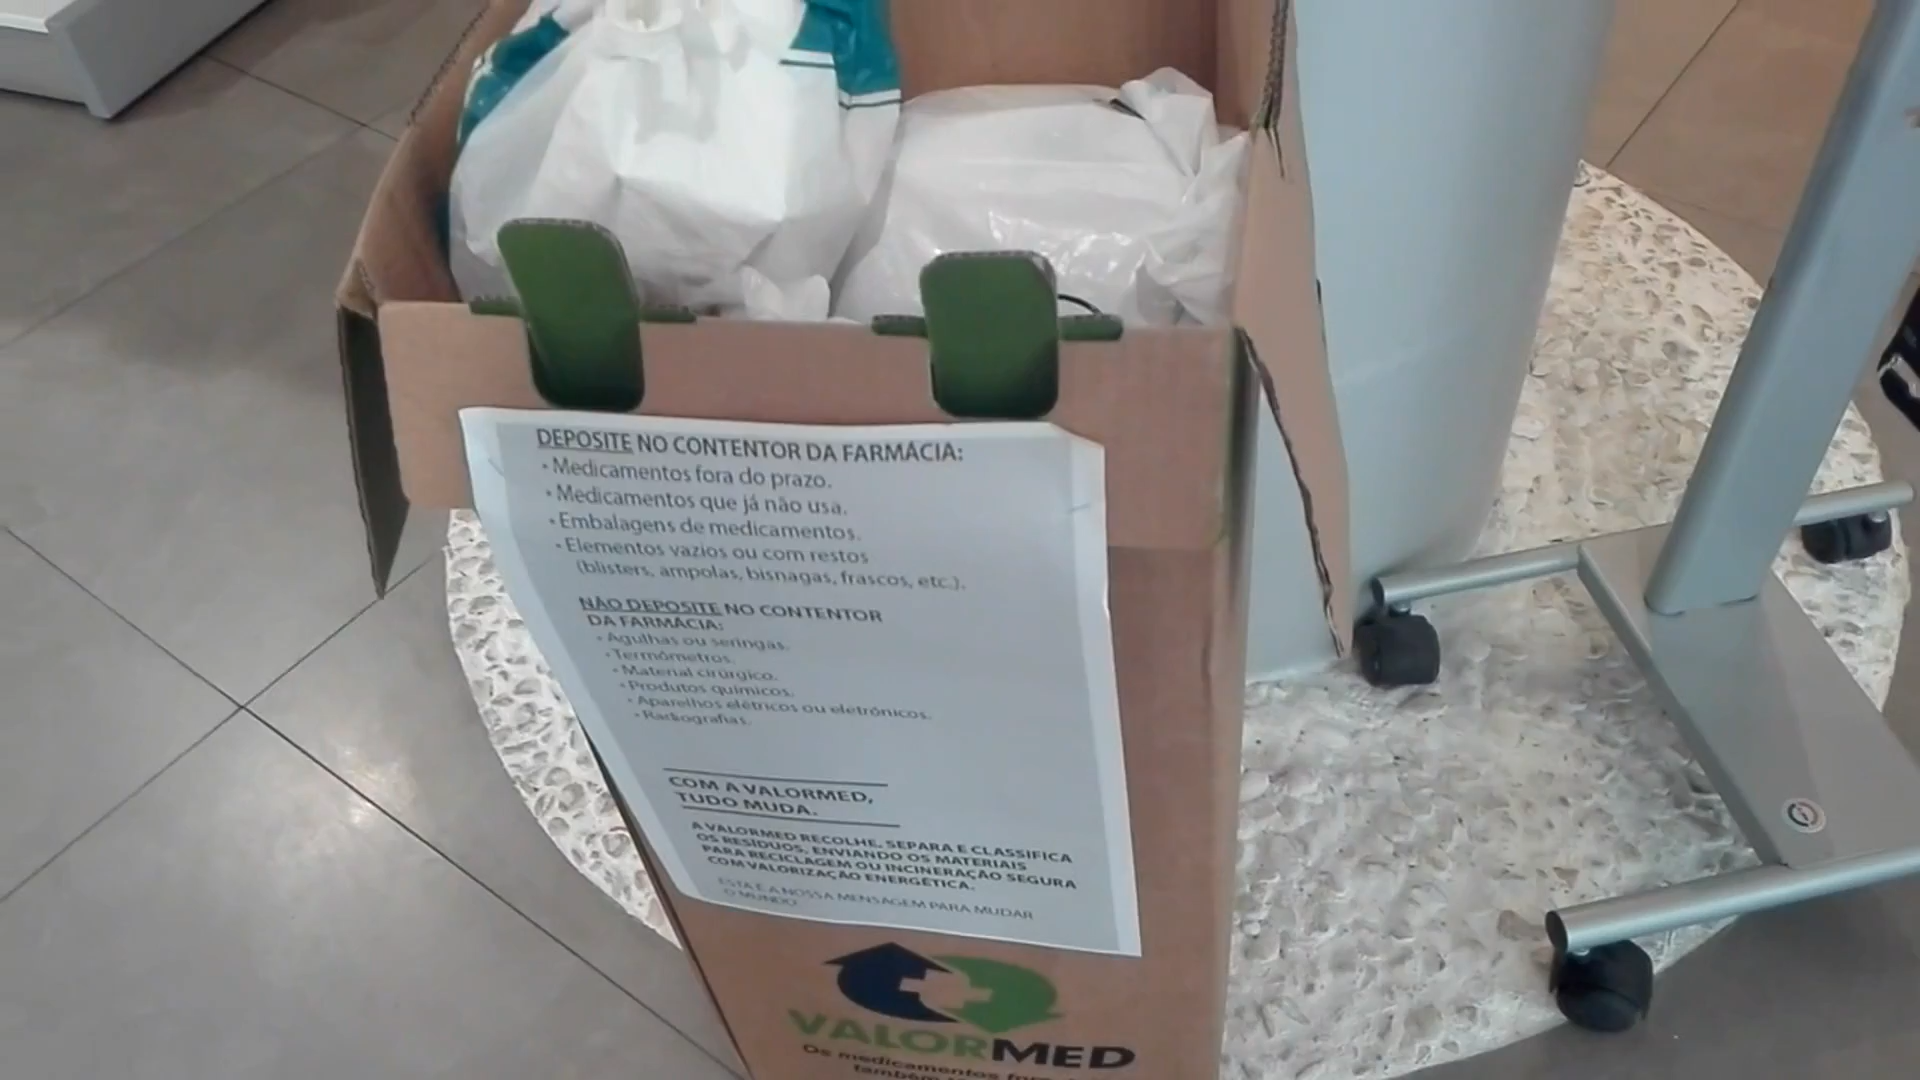 DEPOSITE NO CONTENTOR DA FARMÁCIA:
• Medicamentos fora do prazo.
• Medicamentos que já não usa.
• Embalagens de medicamentos.
• Elementos vazios ou com restos
(blisters, ampolas, bisnagas, frascos, etc.).
NÃO DEPOSITE NO CONTENTOR
DA FARMÁCIA:
• Agulhas ou seringas.
• Termómetros.
• Material cirúrgico.
• Produtos químicos.
• Aparelhos elétricos ou eletrónicos.
• Radiografias.
COM A VALORMED,
TUDO MUDA.
A VALORMED RECOLHE, SEPARA E CLASSIFICA
OS RESÍDUOS, ENVIANDO OS MATERIAIS
PARA RECICLAGEM OU INCINERAÇÃO SEGURA
COM VALORIZAÇÃO ENERGÉTICA.
ESTA É A NOSSA MENSAGEM PARA MUDAR
O MUNDO
VALORMED
Os medicamentos
também